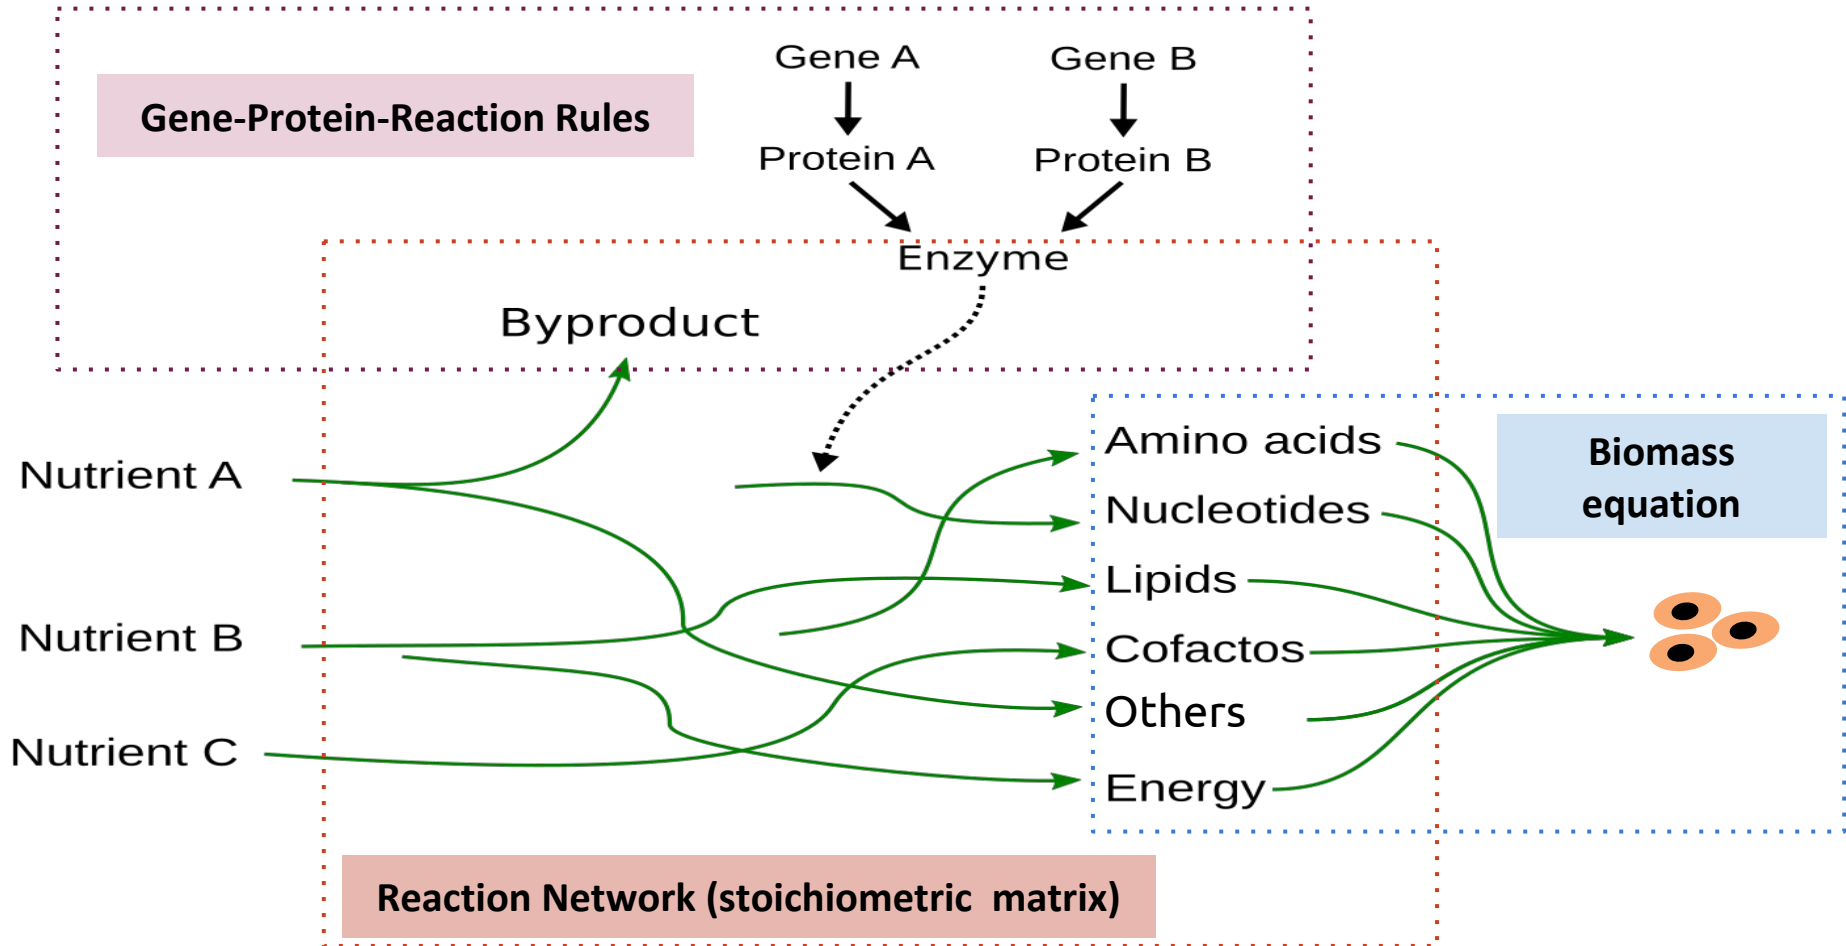 Gene A
Gene B
Gene-Protein-Reaction Rules
Protein A
Protein B
Enzyme
Byproduct
Nutrient A
Nutrient B
Nutrient C
Amino acids
Nucleotides
Lipids
Cofactos
Others
Energy
Biomass
equation
Reaction Network (stoichiometric matrix)